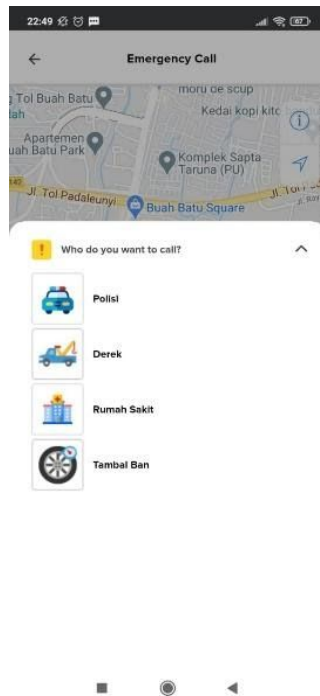 22:49
67
Emergency Call
Tol Buah Batu
moru oe scup
Kedai kopi kitc
Apartemen
uah Batu Park
Komplek Sapta
Taruna (PU)
Jl. Tol Padaleunyi
Buah Batu Square
Who do you want to call?
Polisi
Derek
Rumah Sakit
Tambal Ban